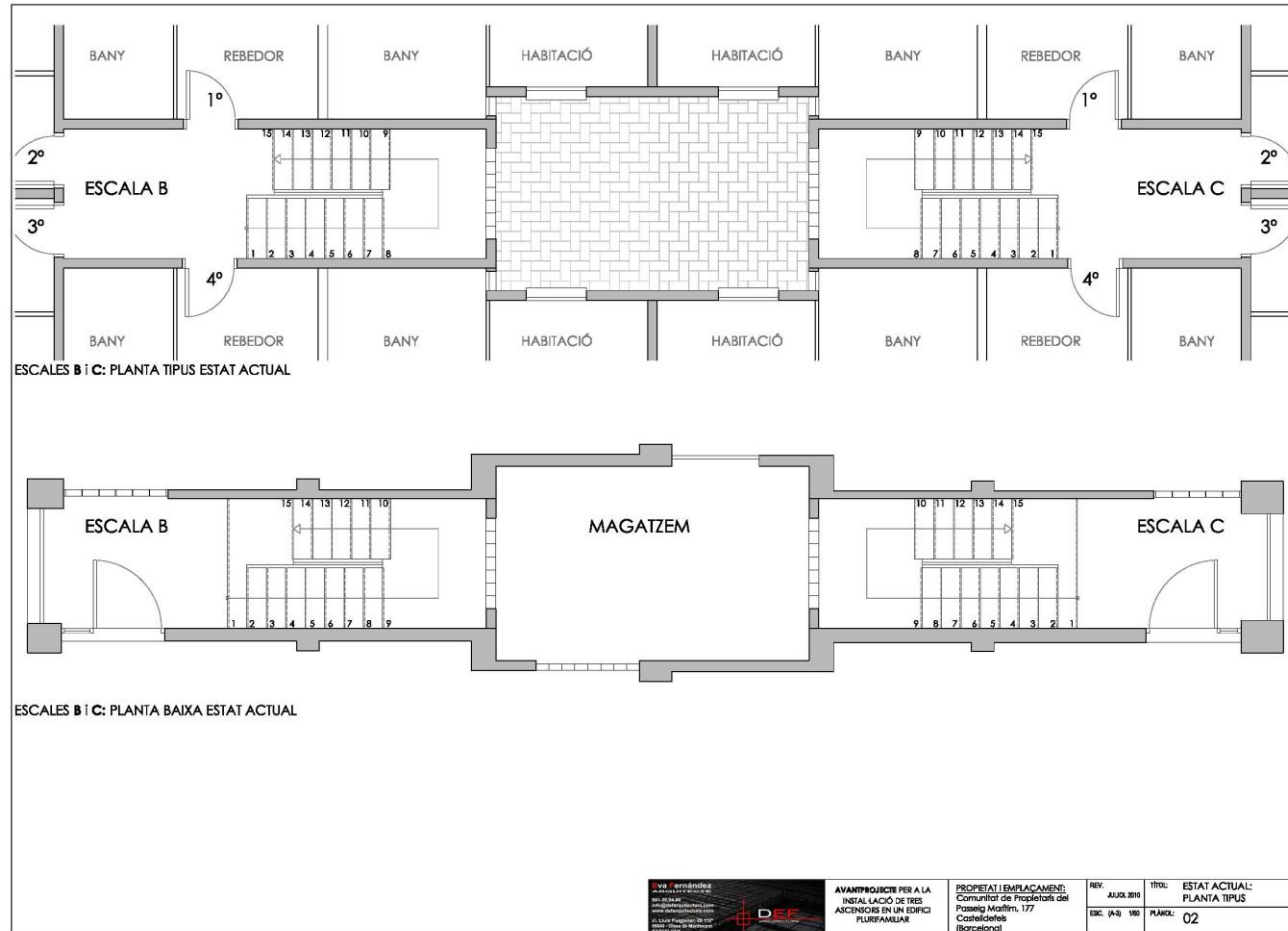 BANY REBEDOR BANY HABITACIÓ HABITACIÓ BANY REBEDOR BANY
1º 1º
15 14 13 12 11 10 9 9 10 11 12 13 14 15
2º 2º
ESCALA B ESCALA C
3º 3º
1 2 3 4 5 6 7 8 8 7 6 5 4 3 2 1
4º 4º
BANY REBEDOR BANY HABITACIÓ HABITACIÓ BANY REBEDOR BANY
ESCALES B i C: PLANTA TIPUS ESTAT ACTUAL
15 14 13 12 11 10 10 11 12 13 14 15
ESCALA B MAGATZEM ESCALA C
1 2 3 4 5 6 7 8 9 9 8 7 6 5 4 3 2 1
ESCALES B i C: PLANTA BAIXA ESTAT ACTUAL
Eva Fernández
ARQUITECTE
DEF
ARQUITECTURA
AVANTPROJECTE PER A LA
INSTAL·LACIÓ DE TRES
ASCENSORS EN UN EDIFICI
PLURIFAMILIAR
PROPIETAT I EMPLAÇAMENT:
Comunitat de Propietaris del
Passeig Marítim, 177
Castelldefels
(Barcelona)
REV. JULIOL 2010
ESC. (A-3) 1/60
TÍTOL: ESTAT ACTUAL:
PLANTA TIPUS
PLÀNOL: 02